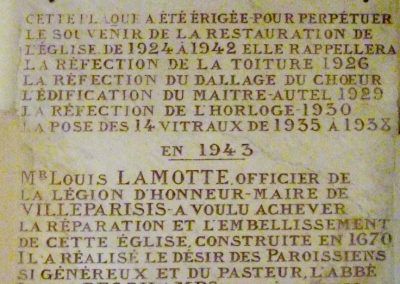 CETTE PLAQUE A ÉTÉ ÉRIGÉE POUR PERPÉTUER
LE SOUVENIR DE LA RESTAURATION DE
L'ÉGLISE DE 1924 À 1942 ELLE RAPPELLERA
LA RÉFECTION DE LA TOITURE 1926
LA RÉFECTION DU DALLAGE DU CHŒUR
L'ÉDIFICATION DU MAITRE-AUTEL 1929
LA RÉFECTION DE L'HORLOGE-1930
LA POSE DES 14 VITRAUX DE 1935 À 1938
EN 1943
MR LOUIS LAMOTTE, OFFICIER DE
LA LÉGION D'HONNEUR-MAIRE DE
VILLEPARISIS-A VOULU ACHEVER
LA RÉPARATION ET L'EMBELLISSEMENT
DE CETTE ÉGLISE, CONSTRUITE EN 1670
IL A RÉALISÉ LE DÉSIR DES PAROISSIENS
SI GÉNÉREUX ET DU PASTEUR, L'ABBÉ